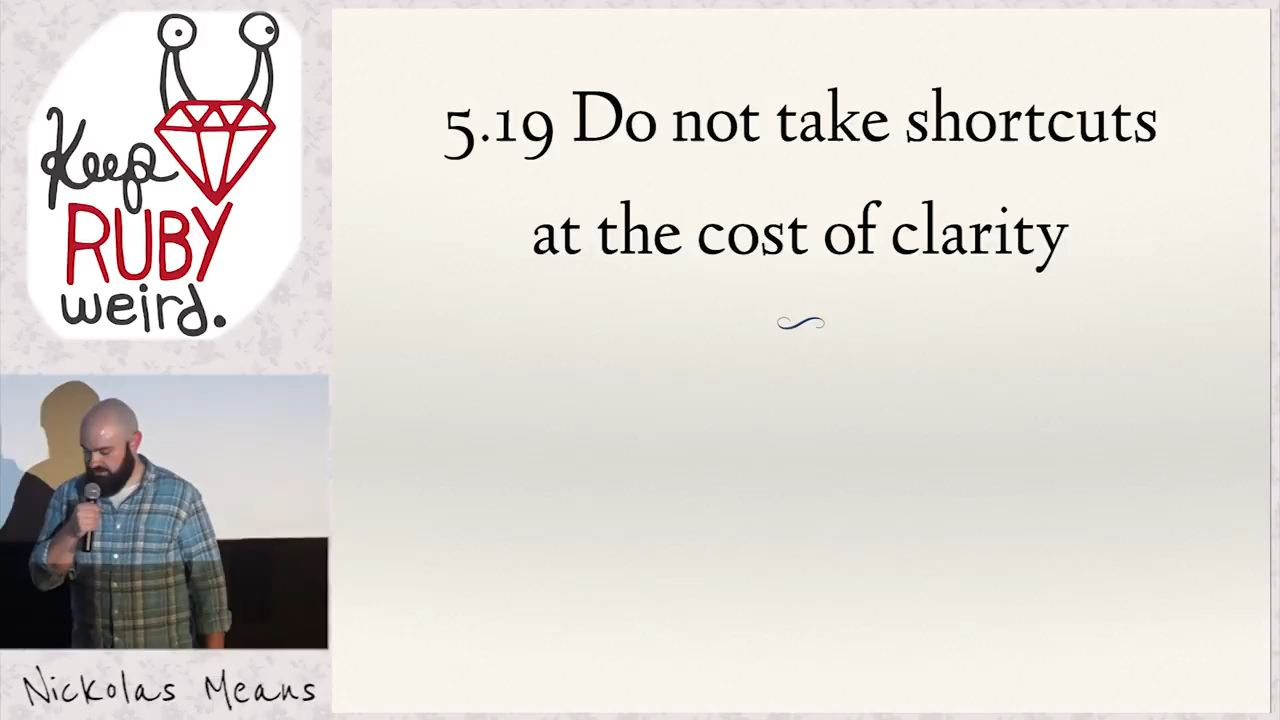 Keep
RUBY
weird.
5.19 Do not take shortcuts
at the cost of clarity
Nickolas Means